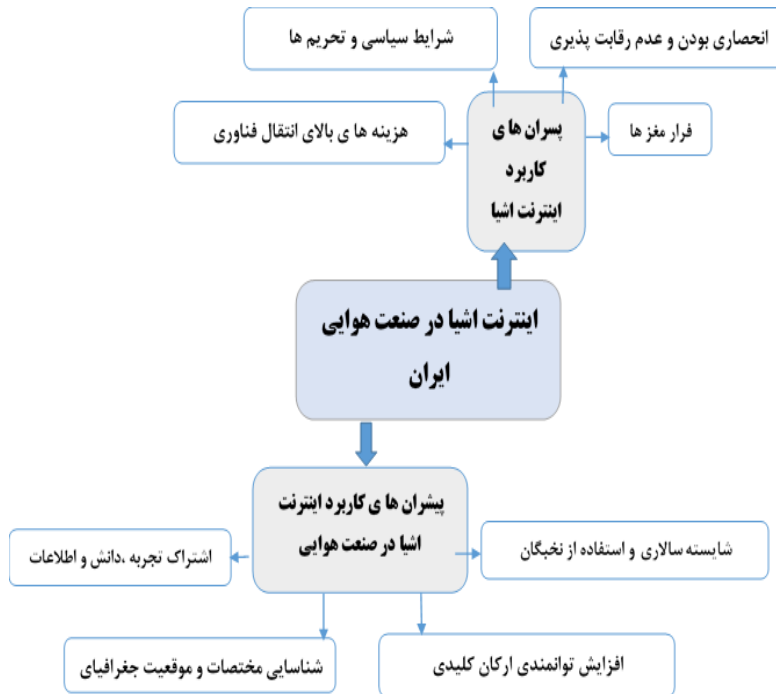 انحصاری بودن و عدم رقابت پذیری
شرایط سیاسی و تحریم ها
پسران ها ی
کاربرد
اینترنت اشیا
فرار مغز ها
هزینه ها ی بالای انتقال فناوری
اینترنت اشیا در صنعت هوایی
ایران
پیشران ها ی کاربرد اینترنت
اشیا در صنعت هوایی
شایسته سالاری و استفاده از نخبگان
اشتراک تجربه ،دانش و اطلاعات
افزایش توانمندی ارکان کلیدی
شناسایی مختصات و موقعیت جغرافیای